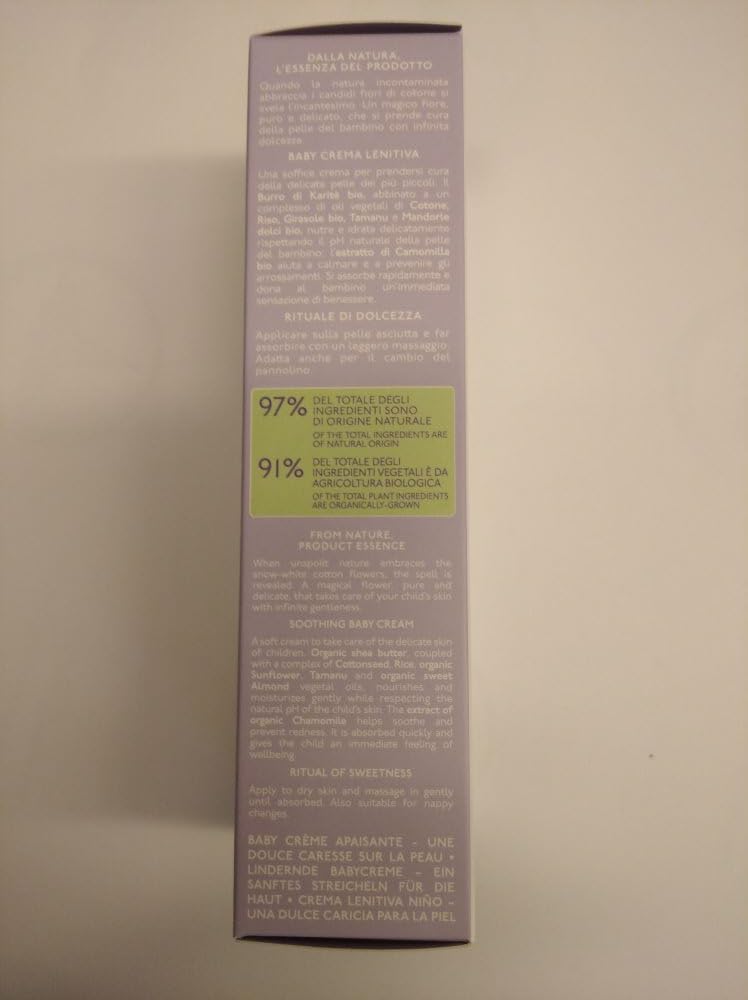 DALLA NATURA,
L'ESSENZA DEL PRODOTTO
Quando la natura incontaminata
abbraccia i candidi fiori di cotone si
svela l'incantesimo. Un magico fiore,
puro e delicato, che si prende cura
della pelle del bambino con infinita
dolcezza.
BABY CREMA LENITIVA
Una soffice crema per prendersi cura
della delicata pelle dei più piccoli. Il
Burro di Karité bio, abbinato a un
complesso di oli vegetali di Cotone,
Riso, Girasole bio, Tamanu e Mandorle
dolci bio, nutre e idrata delicatamente
rispettando il pH naturale della pelle
del bambino; l'estratto di Camomilla
bio aiuta a calmare e a prevenire gli
arrossamenti. Si assorbe rapidamente e
dona al bambino un'immediata
sensazione di benessere.
RITUALE DI DOLCEZZA
Applicare sulla pelle asciutta e far
assorbire con un leggero massaggio.
Adatta anche per il cambio del
pannolino.
97% DEL TOTALE DEGLI
INGREDIENTI SONO
DI ORIGINE NATURALE
OF THE TOTAL INGREDIENTS ARE
OF NATURAL ORIGIN
91% DEL TOTALE DEGLI
INGREDIENTI VEGETALI È DA
AGRICOLTURA BIOLOGICA
OF THE TOTAL PLANT INGREDIENTS
ARE ORGANICALLY-GROWN
FROM NATURE,
PRODUCT ESSENCE
When unspoilt nature embraces the
snow-white cotton flowers, the spell is
revealed. A magical flower, pure and
delicate, that takes care of your child's skin
with infinite gentleness.
SOOTHING BABY CREAM
A soft cream to take care of the delicate skin
of children. Organic shea butter, coupled
with a complex of Cottonseed, Rice, organic
Sunflower, Tamanu and organic sweet
Almond vegetal oils, nourishes and
moisturizes gently while respecting the
natural pH of the child's skin. The extract of
organic Chamomile helps soothe and
prevent redness. It is absorbed quickly and
gives the child an immediate feeling of
wellbeing.
RITUAL OF SWEETNESS
Apply to dry skin and massage in gently
until absorbed. Also suitable for nappy
changes.
BABY CRÈME APAISANTE - UNE
DOUCE CARESSE SUR LA PEAU •
LINDERNDE BABYCREME - EIN
SANFTES STREICHELN FÜR DIE
HAUT • CREMA LENITIVA NIÑO -
UNA DULCE CARICIA PARA LA PIEL